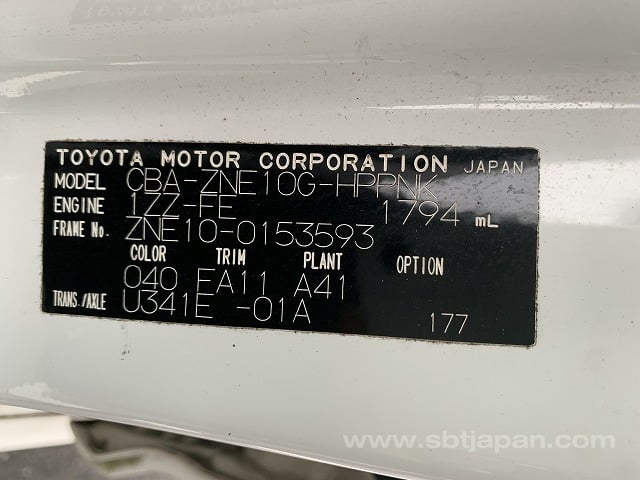 TOYOTA MOTOR CORPORATION JAPAN
MODEL CBA-ZNE10G-HPPNK
ENGINE 1ZZ-FE 1794 mL
FRAME No. ZNE10-0153593
COLOR TRIM PLANT OPTION
040 EA11 A41
TRANS./AXLE U341E -01A
177
www.sbtjapan.com